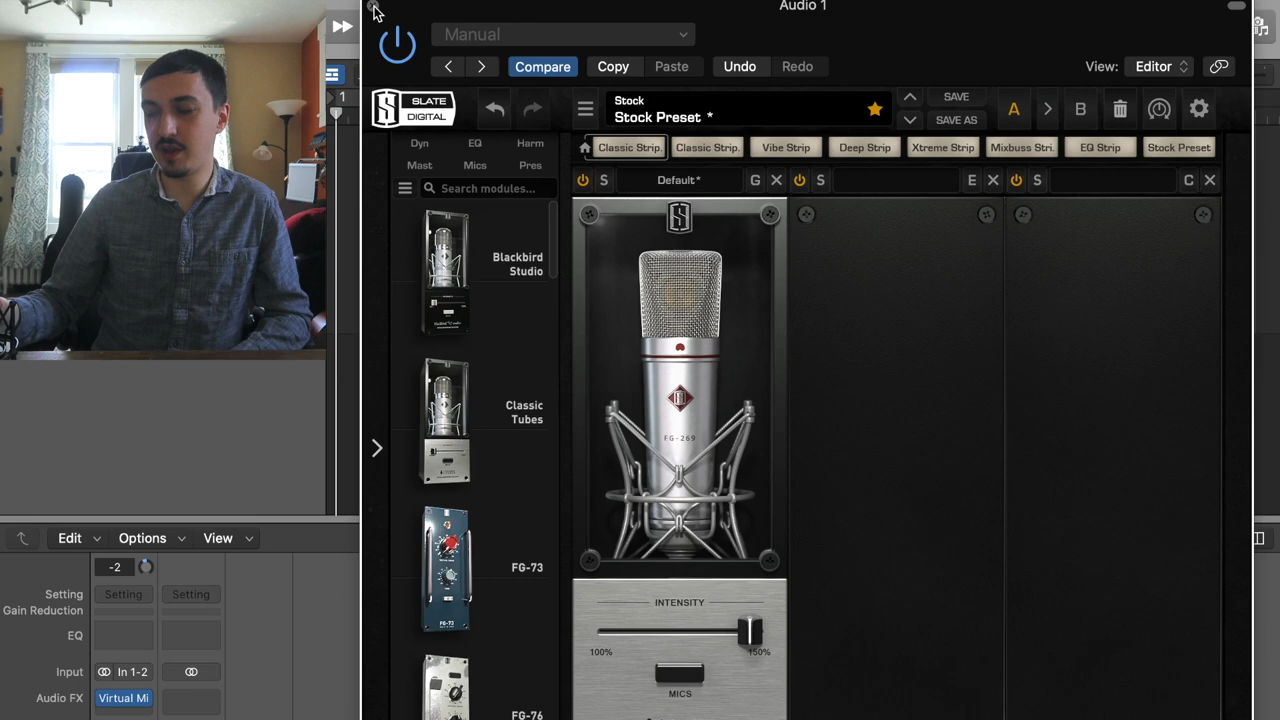 Audio 1
Manual
Compare
Copy
Paste
Undo
Redo
View:
Editor
1
SLATE
DIGITAL
Stock
Stock Preset *
SAVE
SAVE AS
A
B
Dyn
EQ
Harm
Mast
Mics
Pres
Search modules...
Classic Strip.
Classic Strip.
Vibe Strip
Deep Strip
Xtreme Strip
Mixbuss Stri.
EQ Strip
Stock Preset
S
Default*
G
S
E
S
C
Blackbird
Studio
Classic
Tubes
FG-73
FG-73
FG-76
FG-269
INTENSITY
100%
150%
MICS
Edit
Options
View
-2
Setting
Setting
Setting
Gain Reduction
EQ
Input
In 1-2
Audio FX
Virtual Mi